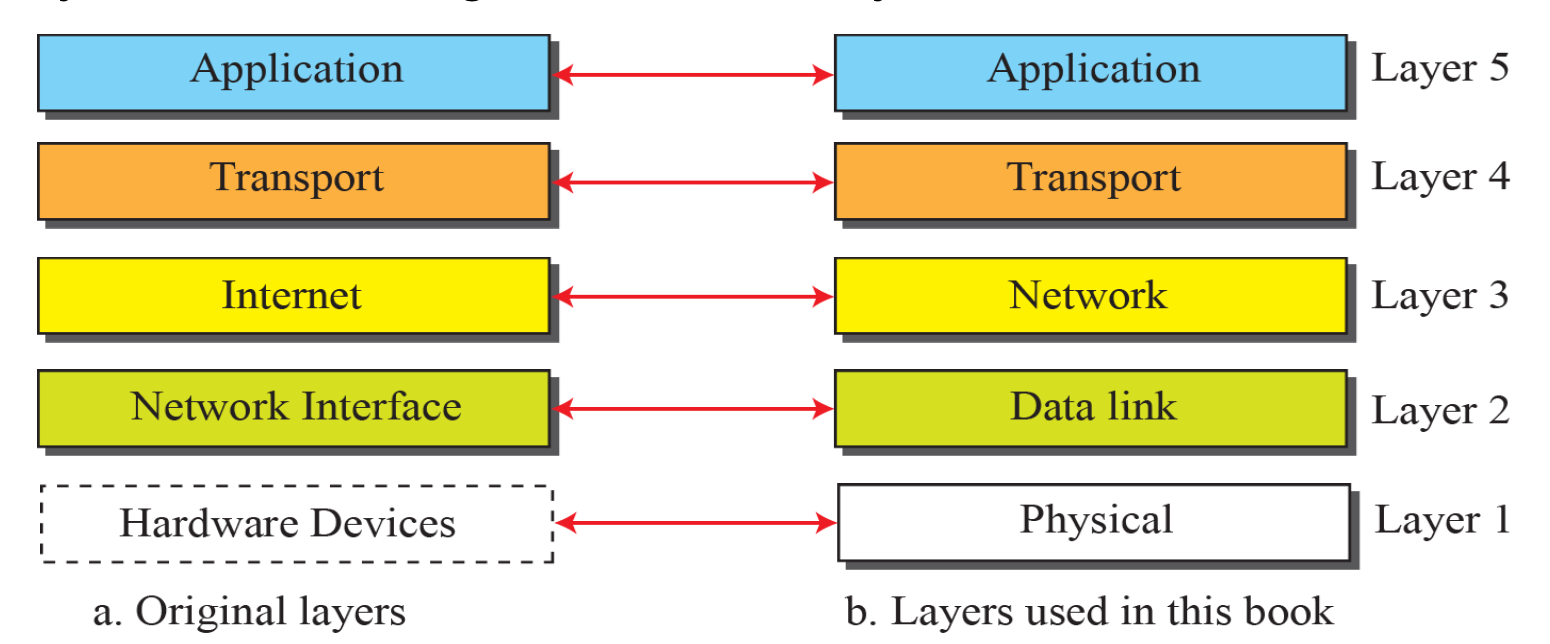 Application Application Layer 5
Transport Transport Layer 4
Internet Network Layer 3
Network Interface Data link Layer 2
Hardware Devices Physical Layer 1
a. Original layers b. Layers used in this book